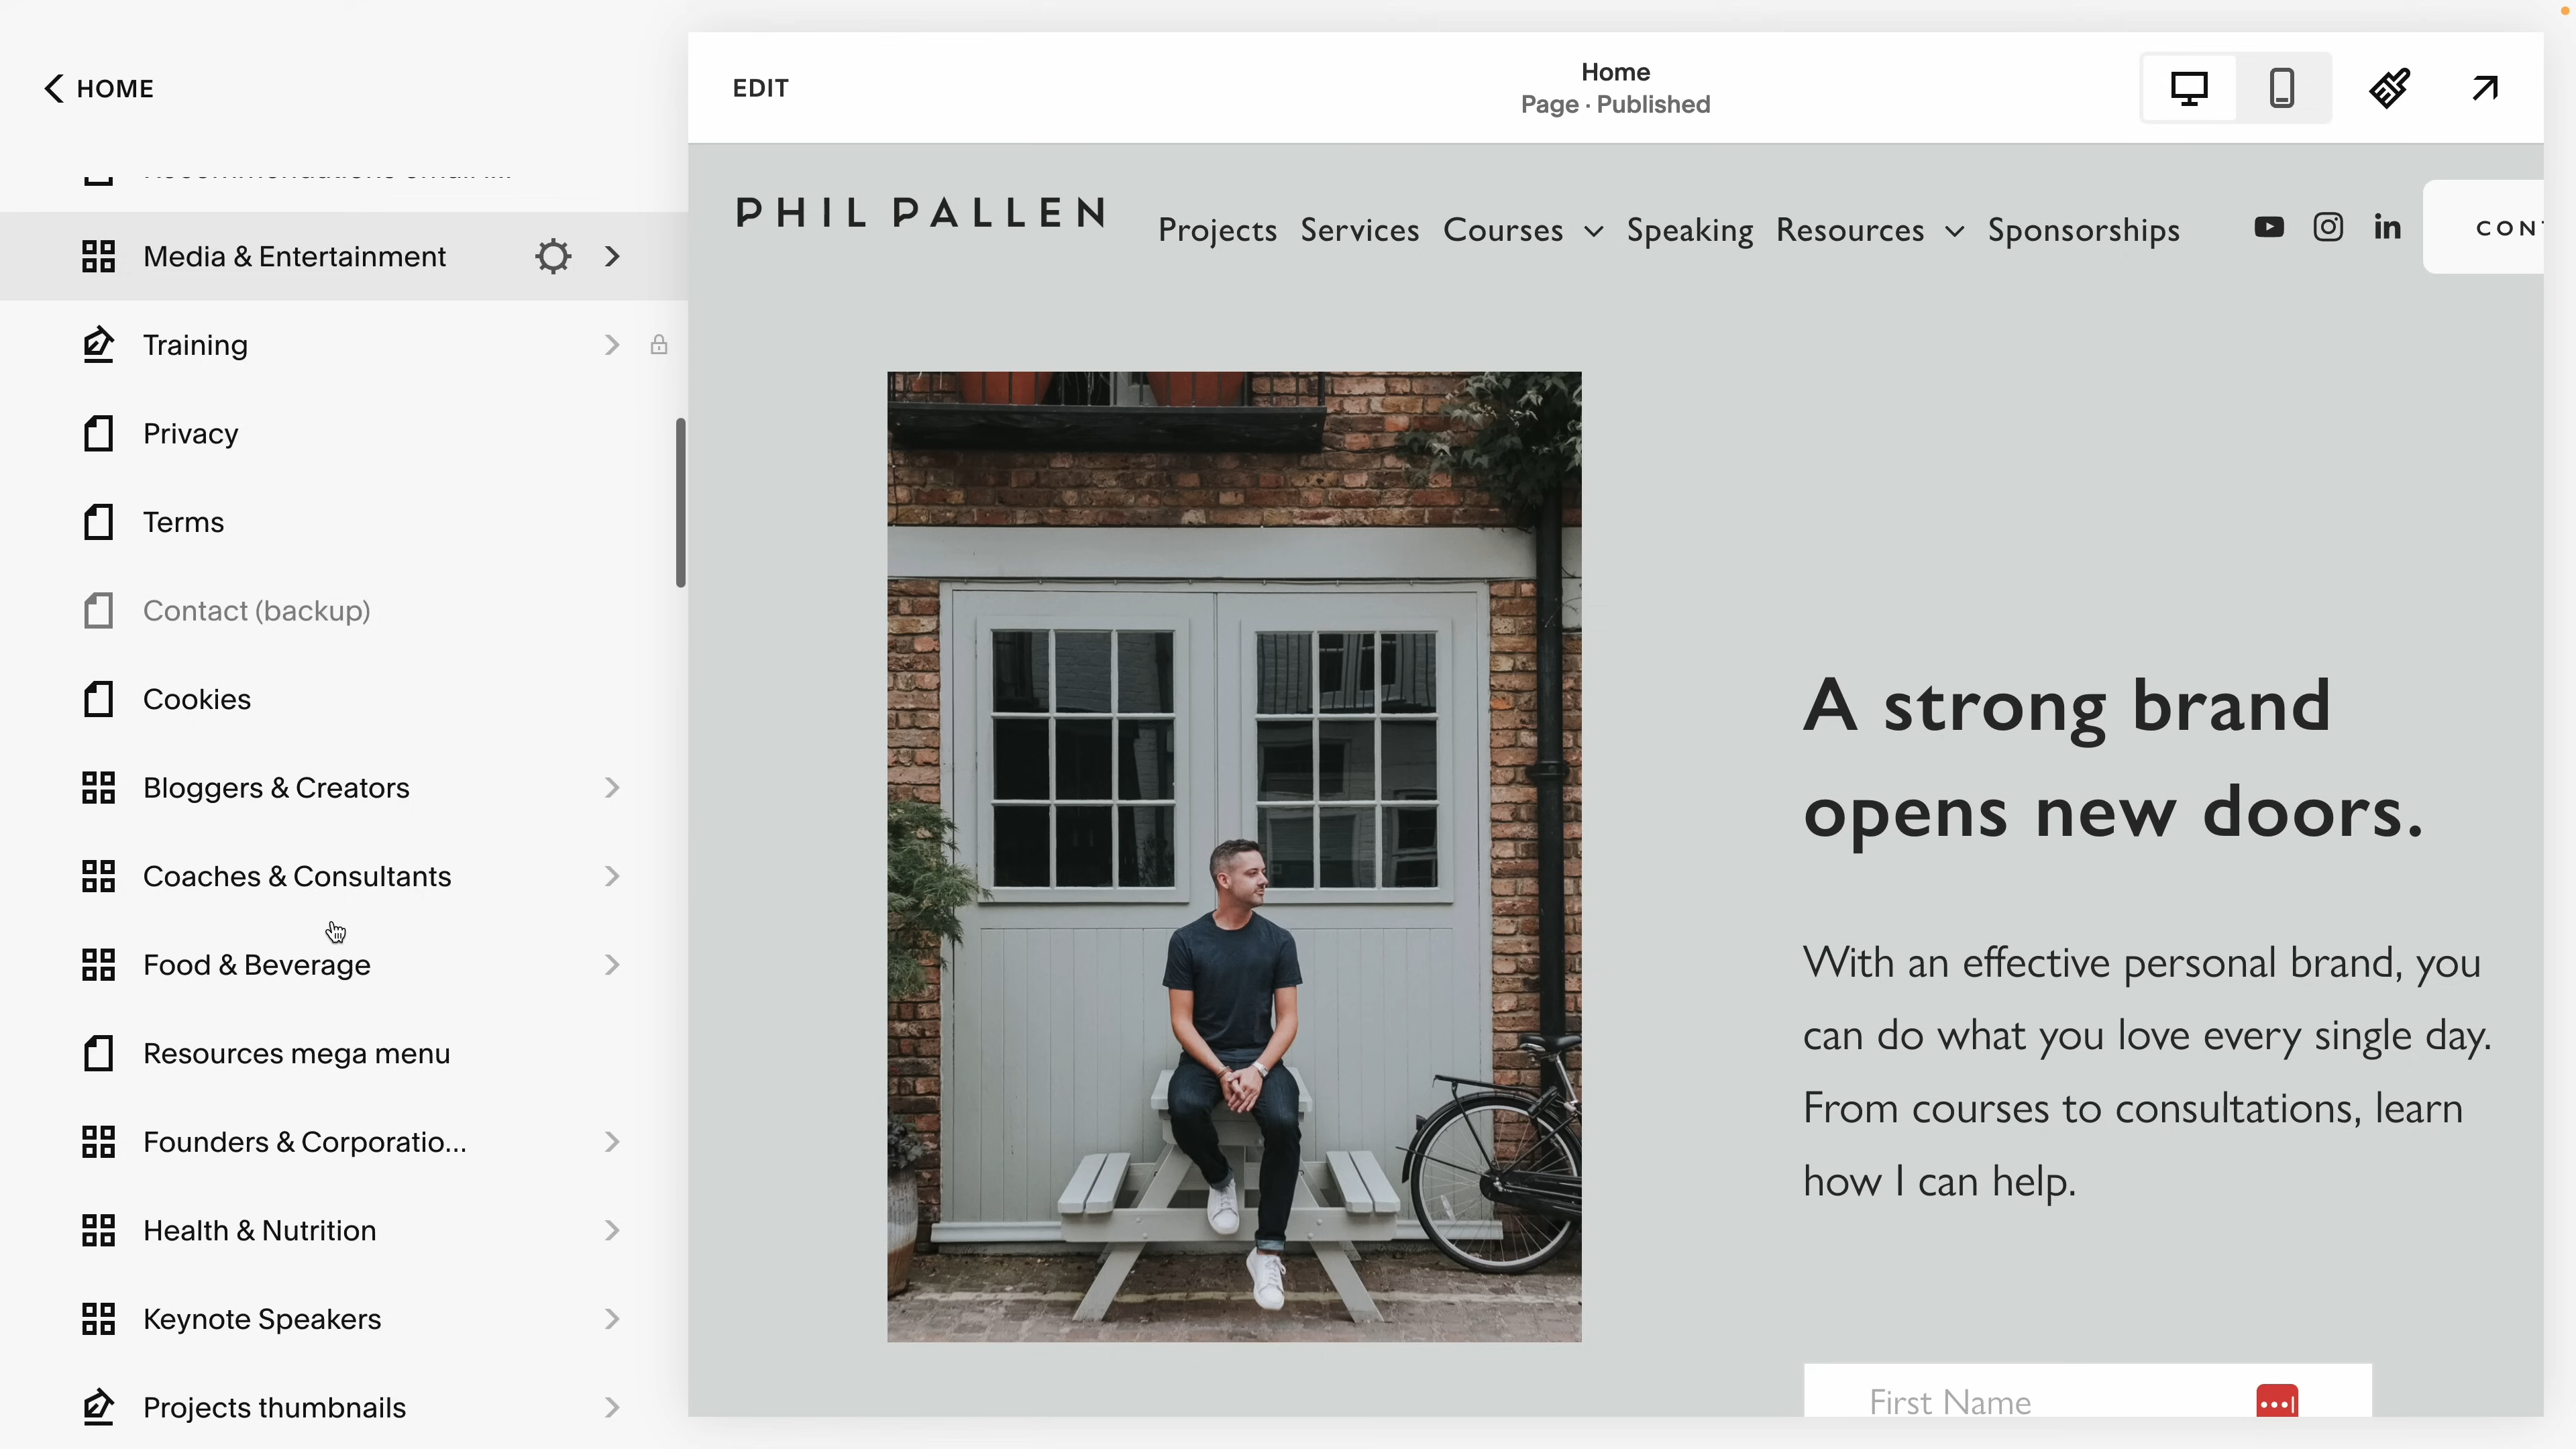 HOME
Media & Entertainment
Training
Privacy
Terms
Contact (backup)
Cookies
Bloggers & Creators
Coaches & Consultants
Food & Beverage
Resources mega menu
Founders & Corporatio...
Health & Nutrition
Keynote Speakers
Projects thumbnails
EDIT
Home
Page · Published
PHIL PALLEN
Projects Services Courses Speaking Resources Sponsorships
CONT
A strong brand
opens new doors.
With an effective personal brand, you
can do what you love every single day.
From courses to consultations, learn
how I can help.
First Name